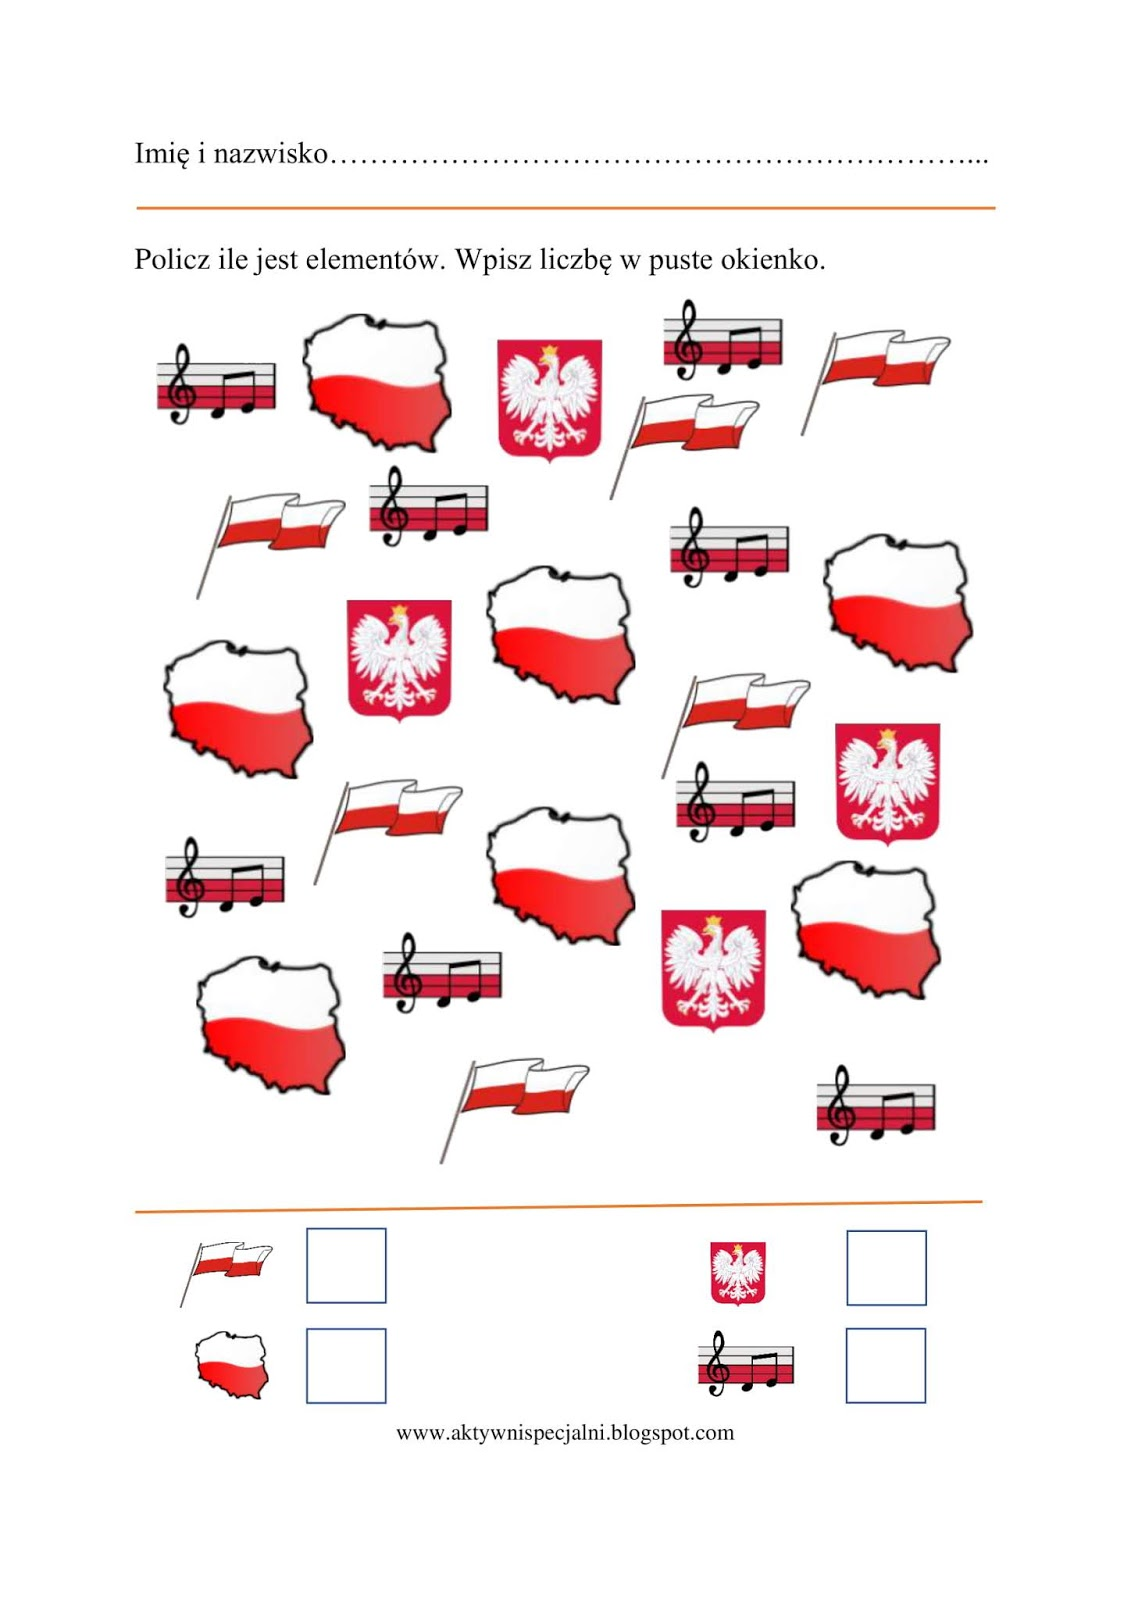 Imię i nazwisko………………………………………………………...
Policz ile jest elementów. Wpisz liczbę w puste okienko.
www.aktywnispecjalni.blogspot.com